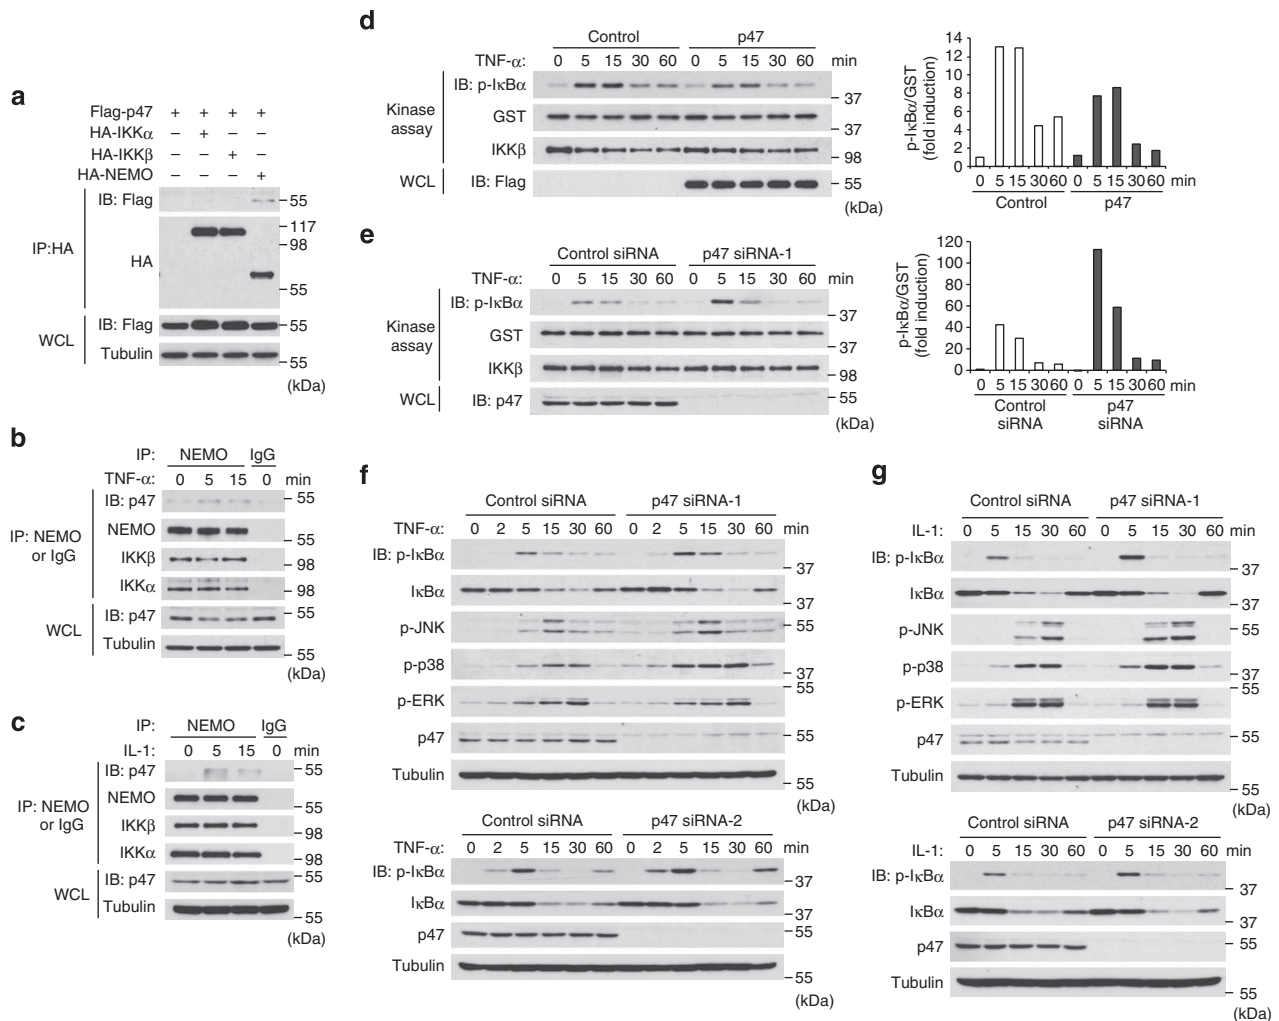 a
Flag-p47 + + + +
HA-IKKα – + – –
HA-IKKβ – – + –
HA-NEMO – – – +
IP:HA
IB: Flag
55
HA
117
98
55
WCL
IB: Flag
55
Tubulin
55
(kDa)
b
IP: NEMO IgG
TNF-α: 0 5 15 0 min
IP: NEMO
or IgG
IB: p47
55
NEMO
55
IKKβ
98
IKKα
98
WCL
IB: p47
55
Tubulin
55
(kDa)
c
IP: NEMO IgG
IL-1: 0 5 15 0 min
IP: NEMO
or IgG
IB: p47
55
NEMO
55
IKKβ
98
IKKα
98
WCL
IB: p47
55
Tubulin
55
(kDa)
d
Control p47
TNF-α: 0 5 15 30 60 0 5 15 30 60 min
Kinase
assay
IB: p-IκBα
37
GST
37
IKKβ
98
WCL
IB: Flag
55
(kDa)
p-IκBα/GST
(fold induction)
14
12
10
8
6
4
2
0
0 5 15 30 60 0 5 15 30 60 min
Control p47
e
Control siRNA p47 siRNA-1
TNF-α: 0 5 15 30 60 0 5 15 30 60 min
Kinase
assay
IB: p-IκBα
37
GST
37
IKKβ
98
WCL
IB: p47
55
(kDa)
p-IκBα/GST
(fold induction)
120
100
80
60
40
20
0
0 5 15 30 60 0 5 15 30 60 min
Control
siRNA
p47
siRNA
f
Control siRNA p47 siRNA-1
TNF-α: 0 2 5 15 30 60 0 2 5 15 30 60 min
IB: p-IκBα
37
IκBα
37
p-JNK
55
p-p38
37
55
p-ERK
p47
55
Tubulin
55
(kDa)
Control siRNA p47 siRNA-2
TNF-α: 0 2 5 15 30 60 0 2 5 15 30 60 min
IB: p-IκBα
37
IκBα
37
p47
55
Tubulin
55
(kDa)
g
Control siRNA p47 siRNA-1
IL-1: 0 5 15 30 60 0 5 15 30 60 min
IB: p-IκBα
37
IκBα
37
p-JNK
55
p-p38
37
55
p-ERK
p47
55
Tubulin
55
(kDa)
Control siRNA p47 siRNA-2
IL-1: 0 5 15 30 60 0 5 15 30 60 min
IB: p-IκBα
37
IκBα
37
p47
55
Tubulin
55
(kDa)